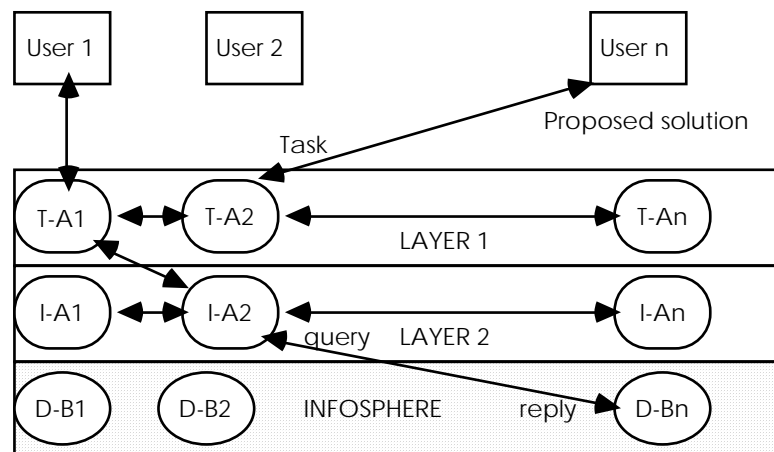 User 1
User 2
User n
Proposed solution
Task
T-A1
T-A2
T-An
LAYER 1
I-A1
I-A2
I-An
query
LAYER 2
D-B1
D-B2
INFOSPHERE
reply
D-Bn